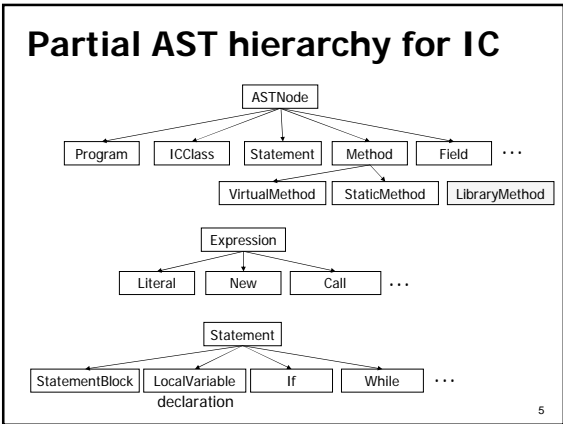 Partial AST hierarchy for IC
ASTNode
Program ICClass Statement Method Field ...
VirtualMethod StaticMethod LibraryMethod
Expression
Literal New Call ...
Statement
StatementBlock LocalVariable If While ...
declaration
5